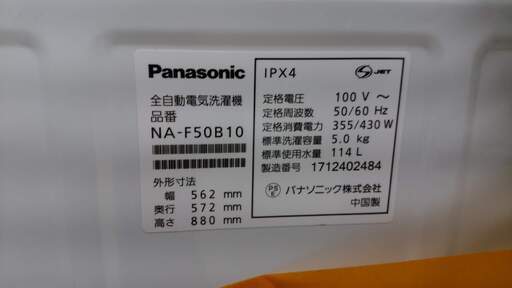 Panasonic
全自動電気洗濯機
品番
NA-F50B10
外形寸法
幅 562 mm
奥行 572 mm
高さ 880 mm
IPX4
JET
定格電圧 100 V ～
定格周波数 50/60 Hz
定格消費電力 355/430 W
標準洗濯容量 5.0 kg
標準使用水量 114 L
製造番号 1712402484
PS E パナソニック株式会社
中国製